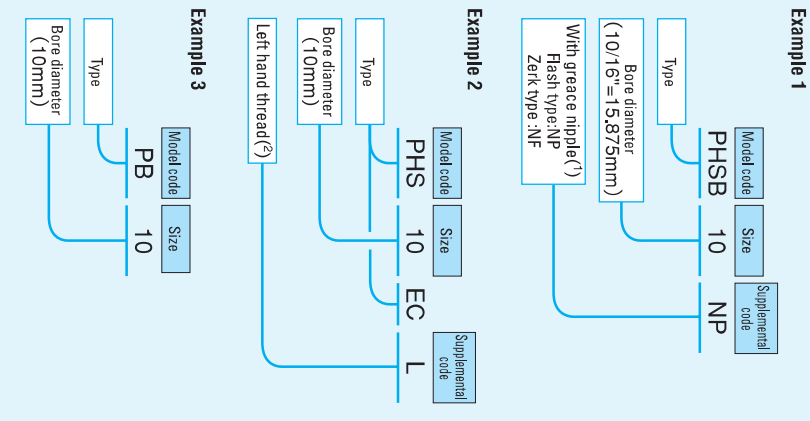 Example 1
Model code
Size
Supplemental
code
PHSB
10
NP
Type
Bore diameter
(10/16"=15.875mm)
With greace nipple(1)
Flash type:NP
Zerk type :NF
Example 2
Model code
Size
Supplemental
code
PHS
10
EC
L
Type
Bore diameter
(10mm)
Left hand thread(2)
Example 3
Model code
Size
PB
10
Type
Bore diameter
(10mm)